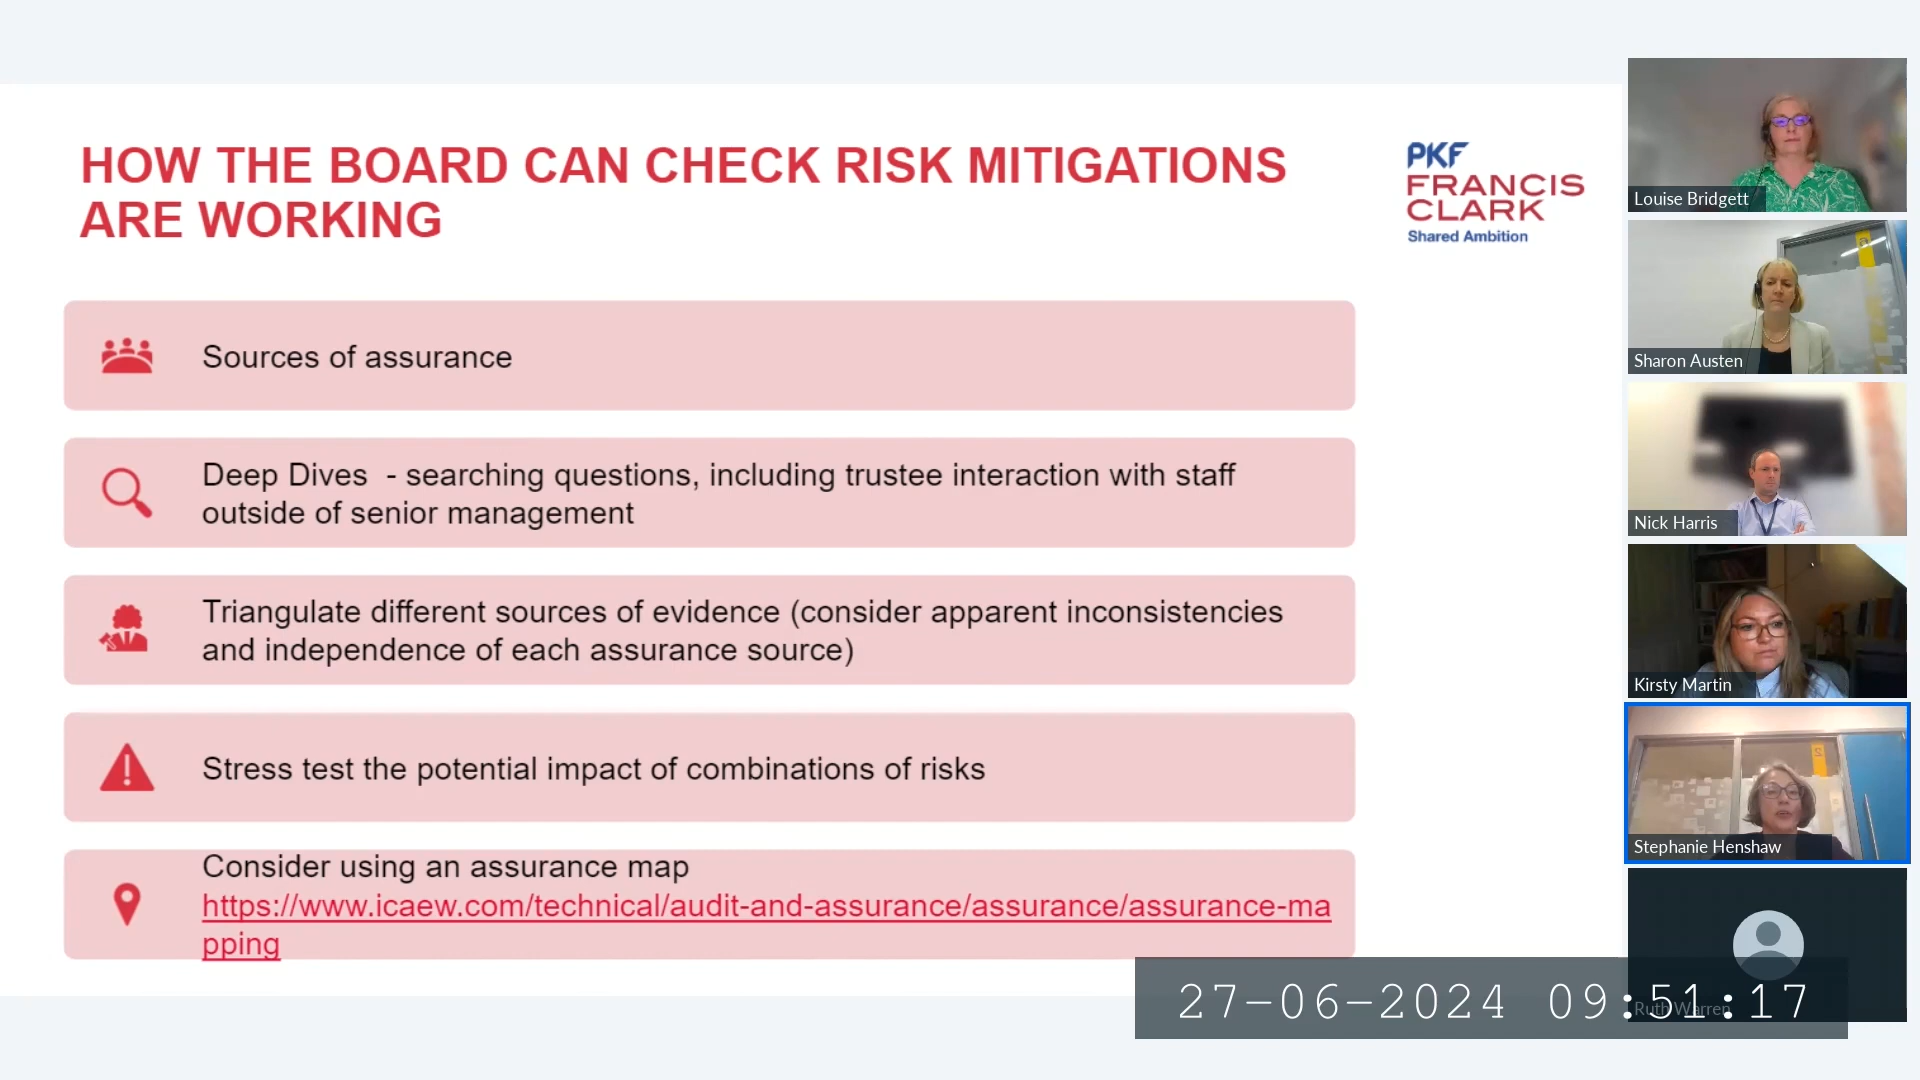 HOW THE BOARD CAN CHECK RISK MITIGATIONS
ARE WORKING
PKF
FRANCIS
CLARK
Shared Ambition
Sources of assurance
Deep Dives  - searching questions, including trustee interaction with staff
outside of senior management
Triangulate different sources of evidence (consider apparent inconsistencies
and independence of each assurance source)
Stress test the potential impact of combinations of risks
Consider using an assurance map
https://www.icaew.com/technical/audit-and-assurance/assurance/assurance-ma
pping
Louise Bridgett
Sharon Austen
Nick Harris
Kirsty Martin
Stephanie Henshaw
Ruth Warren
27-06-2024 09:51:17